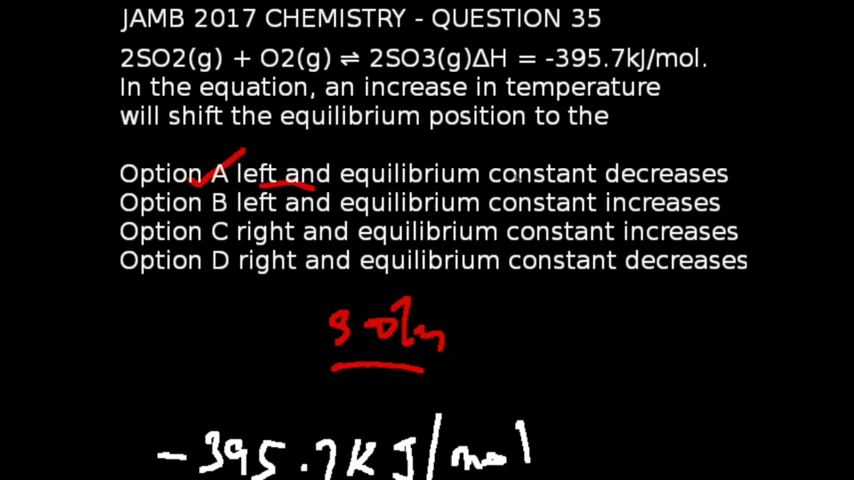 JAMB 2017 CHEMISTRY - QUESTION 35
2SO2(g) + O2(g) ⇌ 2SO3(g)ΔH = -395.7kJ/mol.
In the equation, an increase in temperature
will shift the equilibrium position to the
Option A left and equilibrium constant decreases
Option B left and equilibrium constant increases
Option C right and equilibrium constant increases
Option D right and equilibrium constant decreases
soln
-395.7KJ/mol